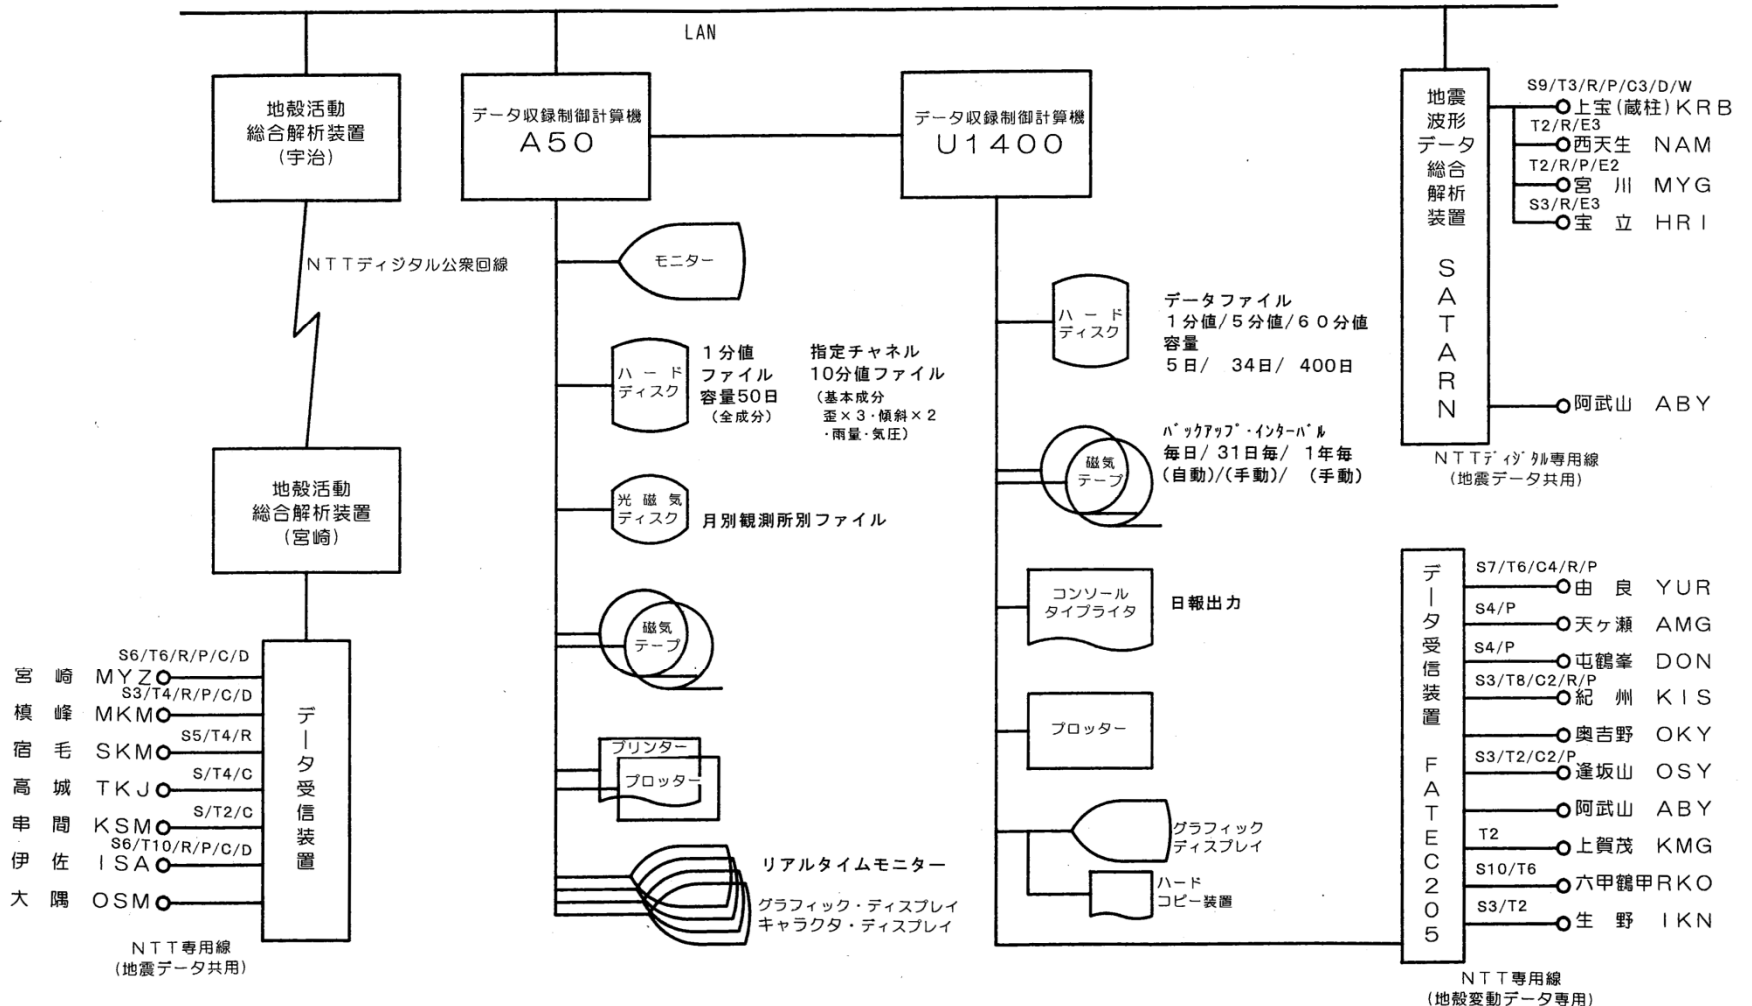 LAN
地殻活動
総合解析装置
(宇治)
NTTディジタル公衆回線
地殻活動
総合解析装置
(宮崎)
データ受信装置
S6/T6/R/P/C/D
宮崎 MYZ
S3/T4/R/P/C/D
槙峰 MKM
S5/T4/R
宿毛 SKM
S/T4/C
高城 TKJ
S/T2/C
串間 KSM
S6/T10/R/P/C/D
伊佐 ISA
大隅 OSM
NTT専用線
(地震データ共用)
データ収録制御計算機
A50
モニター
ハード
ディスク
1分値
ファイル
容量50日
(全成分)
指定チャネル
10分値ファイル
(基本成分
歪×3・傾斜×2
・雨量・気圧)
光磁気
ディスク
月別観測所別ファイル
磁気
テープ
プリンター
プロッター
リアルタイムモニター
グラフィック・ディスプレイ
キャラクタ・ディスプレイ
データ収録制御計算機
U1400
ハード
ディスク
データファイル
1分値/5分値/60分値
容量
5日/ 34日/ 400日
磁気
テープ
バックアップ・インターバル
毎日/ 31日毎/ 1年毎
(自動)/(手動)/ (手動)
コンソール
タイプライタ
日報出力
プロッター
グラフィック
ディスプレイ
ハード
コピー装置
地震
波形
データ
総合
解析
装置
SATARN
S9/T3/R/P/C3/D/W
上宝(蔵柱)KRB
T2/R/E3
西天生 NAM
T2/R/P/E2
宮川 MYG
S3/R/E3
宝立 HRI
阿武山 ABY
NTTディジタル専用線
(地震データ共用)
データ受信装置 FATEC205
S7/T6/C4/R/P
由良 YUR
S4/P
天ヶ瀬 AMG
S4/P
屯鶴峯 DON
S3/T8/C2/R/P
紀州 KIS
奥吉野 OKY
S3/T2/C2/P
逢坂山 OSY
阿武山 ABY
T2
上賀茂 KMG
S10/T6
六甲鶴甲RKO
S3/T2
生野 IKN
NTT専用線
(地殻変動データ専用)